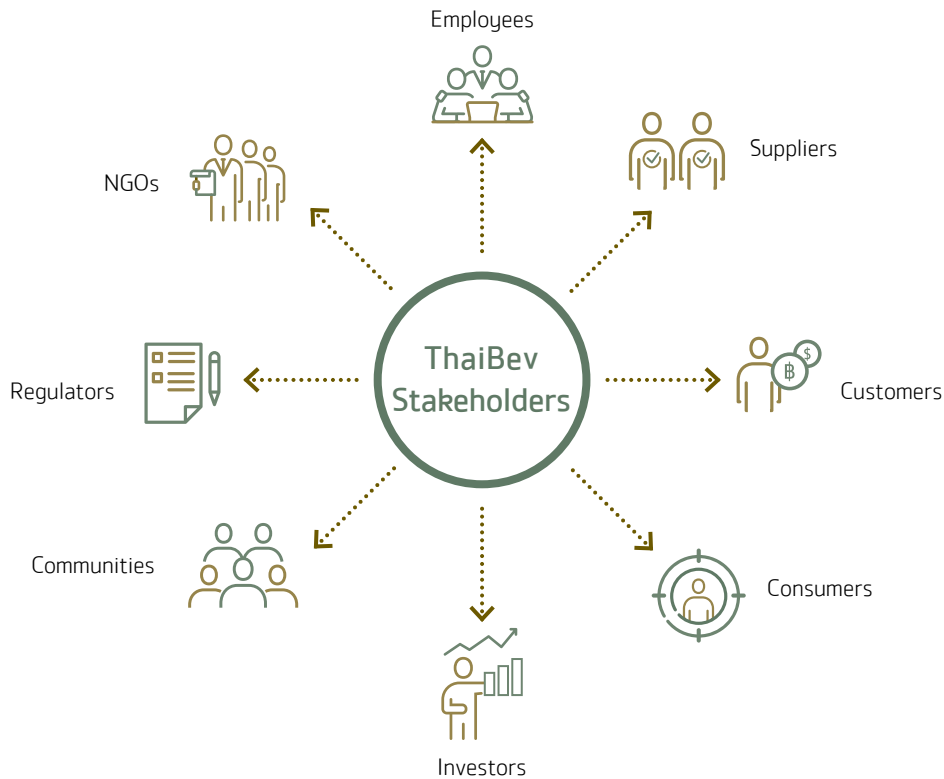 Employees
Suppliers
NGOs
ThaiBev
Stakeholders
$
฿
Regulators
Customers
Communities
Consumers
Investors